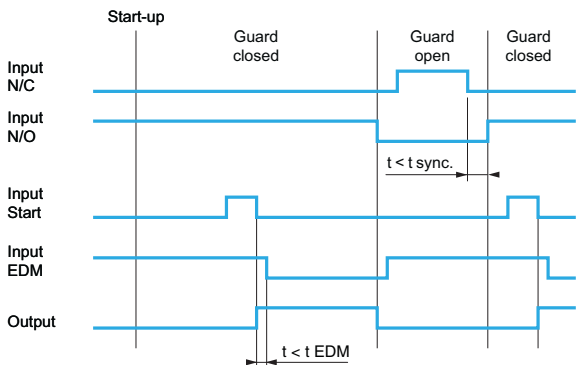 Start-up
Guard
closed
Guard
open
Guard
closed
Input
N/C
Input
N/O
t < t sync.
Input
Start
Input
EDM
Output
t < t EDM